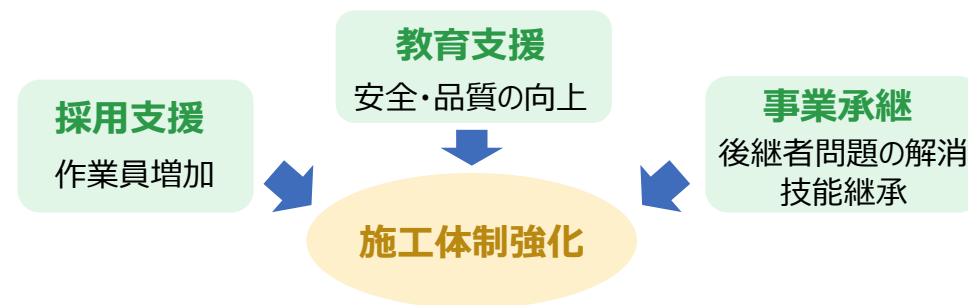 教育支援
安全・品質の向上
採用支援
作業員増加
事業承継
後継者問題の解消
技能継承
施工体制強化